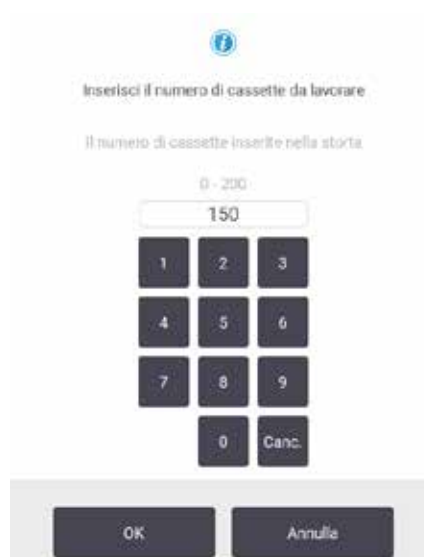 Inserisci il numero di cassette da lavorare
Il numero di cassette inserite nella storta
0 - 200
150
1 2 3
4 5 6
7 8 9
0 Canc.
OK Annulla